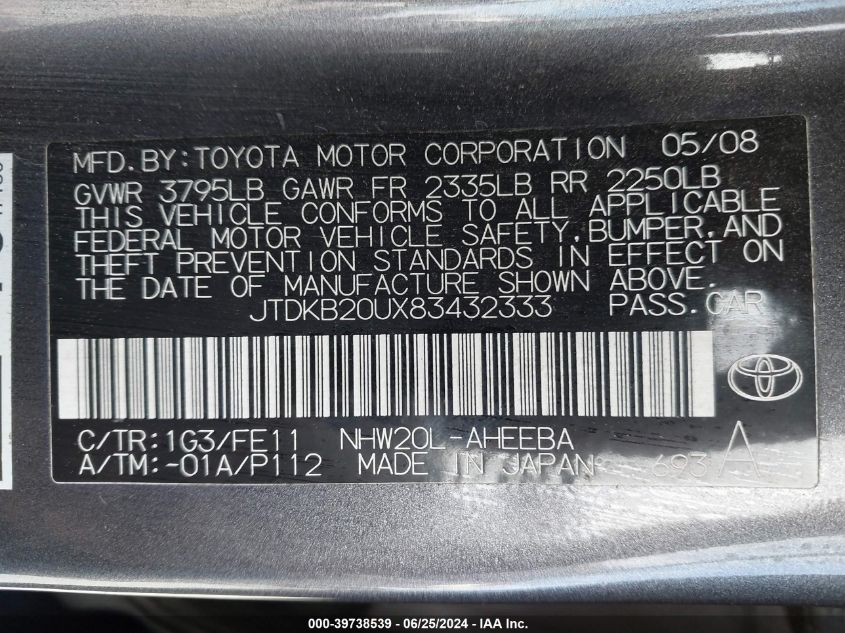 MFD.BY:TOYOTA MOTOR CORPORATION 05/08
GVWR 3795LB GAWR FR 2335LB RR 2250LB
THIS VEHICLE CONFORMS TO ALL APPLICABLE
FEDERAL MOTOR VEHICLE SAFETY,BUMPER,AND
THEFT PREVENTION STANDARDS IN EFFECT ON
THE DATE OF MANUFACTURE SHOWN ABOVE.
JTDKB20UX83432333 PASS.CAR
C/TR:1G3/FE11 NHW20L-AHEEBA
A/TM:-01A/P112 MADE IN JAPAN 693 A
000-39738539 / 06/25/2024 - © IAA Inc.